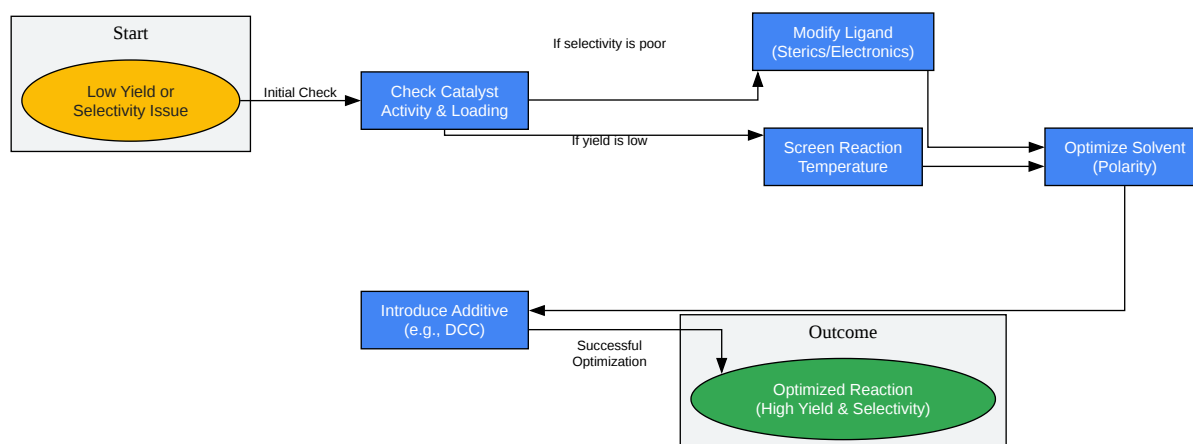 Start
Low Yield or
Selectivity Issue
Initial Check
Check Catalyst
Activity & Loading
If selectivity is poor
Modify Ligand
(Sterics/Electronics)
If yield is low
Screen Reaction
Temperature
Optimize Solvent
(Polarity)
Introduce Additive
(e.g., DCC)
Successful
Optimization
Outcome
Optimized Reaction
(High Yield & Selectivity)